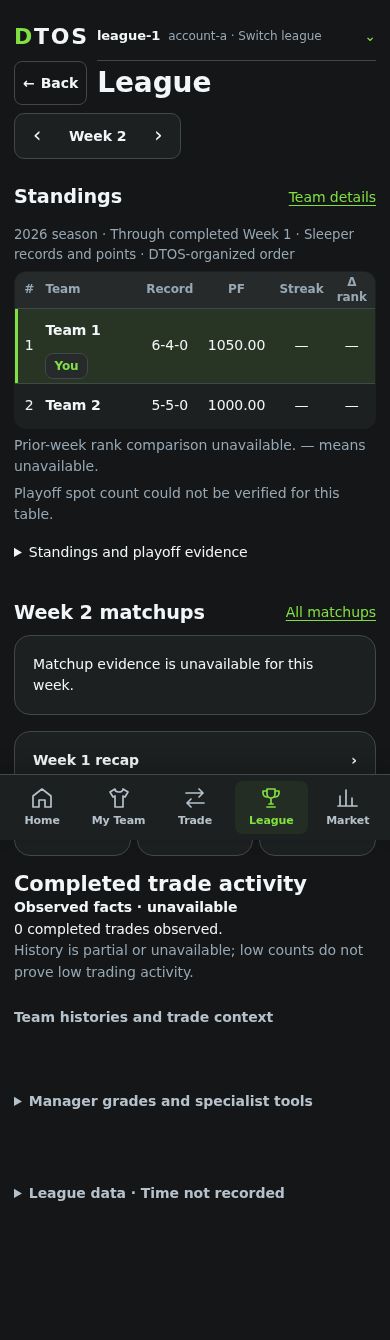 DTOS league-1 account-a · Switch league ⌄
← Back League
‹ Week 2 ›
Standings Team details
2026 season · Through completed Week 1 · Sleeper
records and points · DTOS-organized order
# Team Record PF Streak Δ rank
Team 1
1 6-4-0 1050.00 — —
You
2 Team 2 5-5-0 1000.00 — —
Prior-week rank comparison unavailable. — means
unavailable.
Playoff spot count could not be verified for this
table.
▶ Standings and playoff evidence
Week 2 matchups All matchups
Matchup evidence is unavailable for this
week.
Week 1 recap ›
Home My Team Trade League Market
Completed trade activity
Observed facts · unavailable
0 completed trades observed.
History is partial or unavailable; low counts do not
prove low trading activity.
Team histories and trade context
▶ Manager grades and specialist tools
▶ League data · Time not recorded